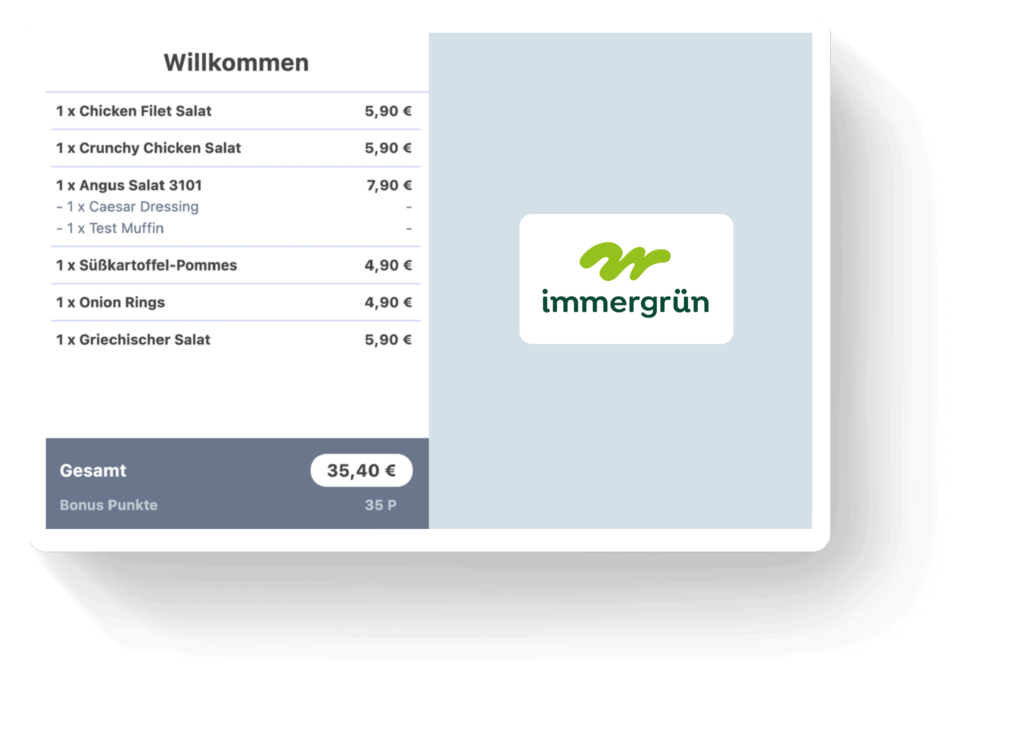 Willkommen
1 x Chicken Filet Salat 5,90 €
1 x Crunchy Chicken Salat 5,90 €
1 x Angus Salat 3101 7,90 €
- 1 x Caesar Dressing -
- 1 x Test Muffin -
1 x Süßkartoffel-Pommes 4,90 €
1 x Onion Rings 4,90 €
1 x Griechischer Salat 5,90 €
Gesamt 35,40 €
Bonus Punkte 35 P
immergrün